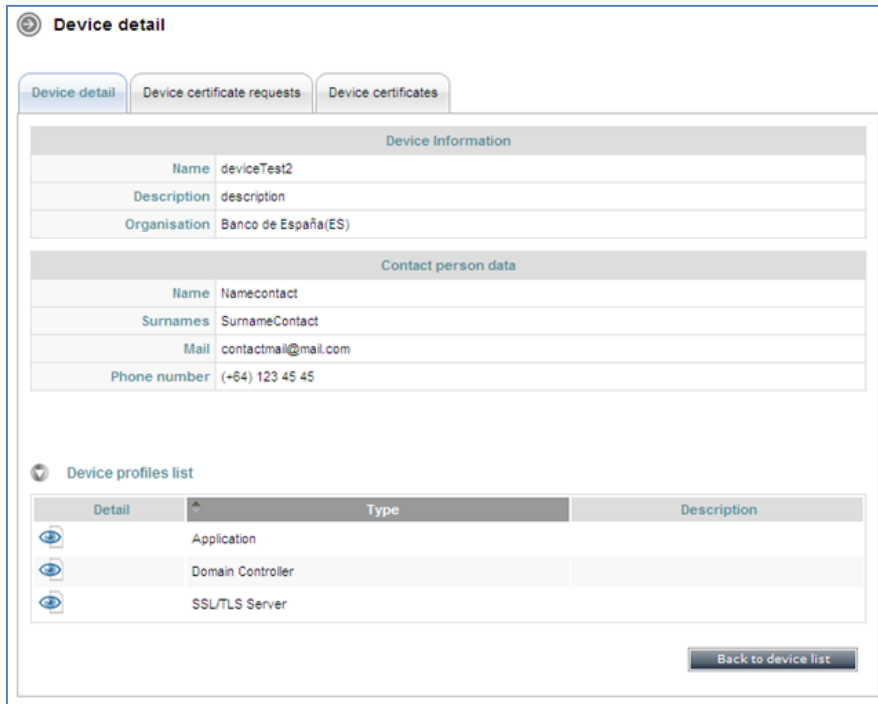 Device detail
Device detail Device certificate requests Device certificates
Device Information
Name deviceTest2
Description description
Organisation Banco de España(ES)
Contact person data
Name Namecontact
Surnames SurnameContact
Mail contactmail@mail.com
Phone number (+64) 123 45 45
Device profiles list
Detail Type Description
Application
Domain Controller
SSL/TLS Server
Back to device list